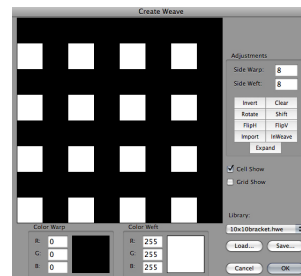 Create Weave
Adjustments
Side Warp: 8
Side Weft: 8
Invert Clear
Rotate Shift
FlipH FlipV
Import InWeave
Expand
Cell Show
Grid Show
Library:
10x10bracket.hwe
Load... Save...
Cancel OK
Color Warp
R: 0
G: 0
B: 0
Color Weft
R: 255
G: 255
B: 255